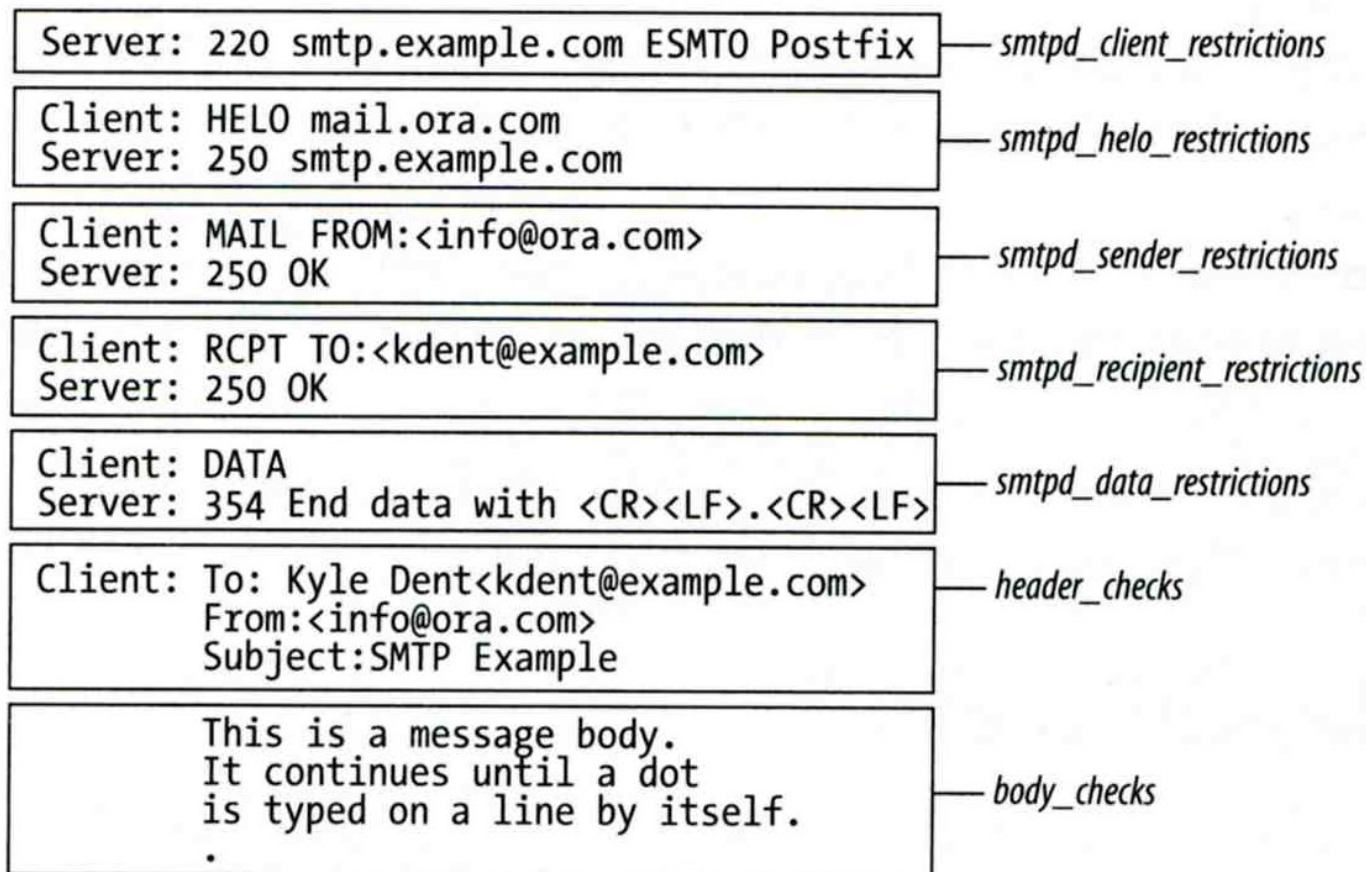 Server: 220 smtp.example.com ESMTO Postfix smtpd_client_restrictions
Client: HELO mail.ora.com
Server: 250 smtp.example.com smtpd_helo_restrictions
Client: MAIL FROM:<info@ora.com>
Server: 250 OK smtpd_sender_restrictions
Client: RCPT TO:<kdent@example.com>
Server: 250 OK smtpd_recipient_restrictions
Client: DATA
Server: 354 End data with <CR><LF>.<CR><LF> smtpd_data_restrictions
Client: To: Kyle Dent<kdent@example.com> header_checks
From:<info@ora.com>
Subject:SMTP Example
This is a message body.
It continues until a dot
is typed on a line by itself. body_checks
.